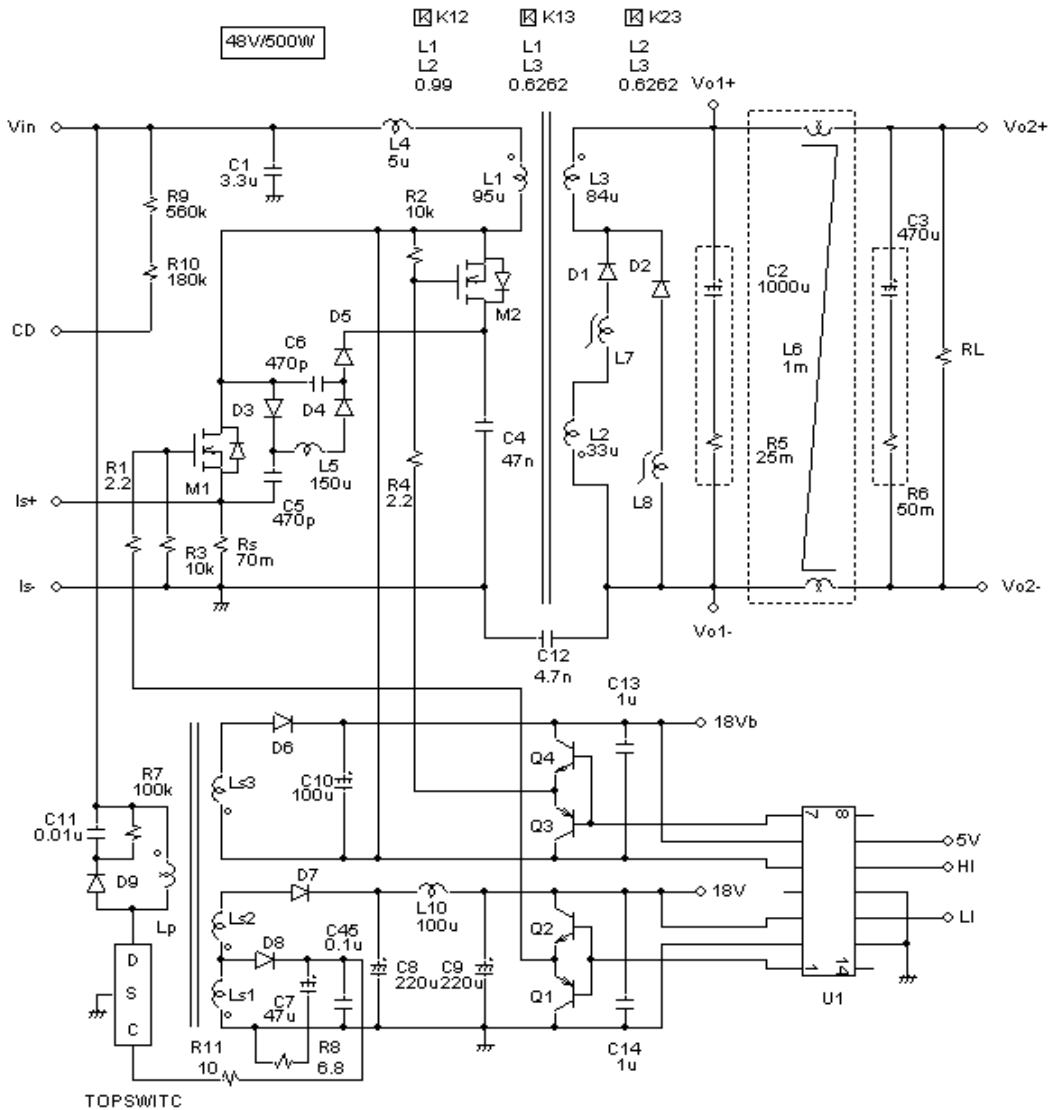 K12
K13
K23
48V/500W
L1
L2
0.99
L1
L3
0.6262
L2
L3
0.6262
Vo1+
Vin
Vo2+
L4
5u
C1
3.3u
R9
560k
R2
10k
L1
95u
L3
84u
C3
470u
R10
180k
D1
D2
C2
1000u
M2
CD
D5
C6
470p
L7
L6
1m
RL
D3
D4
C4
47n
L2
33u
R1
2.2
M1
L5
150u
R4
2.2
L8
R5
25m
Is+
C5
470p
R6
50m
R3
10k
Rs
70m
Is-
Vo2-
Vo1-
C12
4.7n
C13
1u
18Vb
D6
Q4
R7
100k
Ls3
C10
100u
C11
0.01u
Q3
7
8
5V
HI
D9
D7
18V
L10
100u
LI
Lp
Ls2
Q2
D8
C45
0.1u
C8
220u
C9
220u
D
S
C
Ls1
C7
47u
Q1
1
14
U1
R11
10
R8
6.8
C14
1u
TOPSWITC